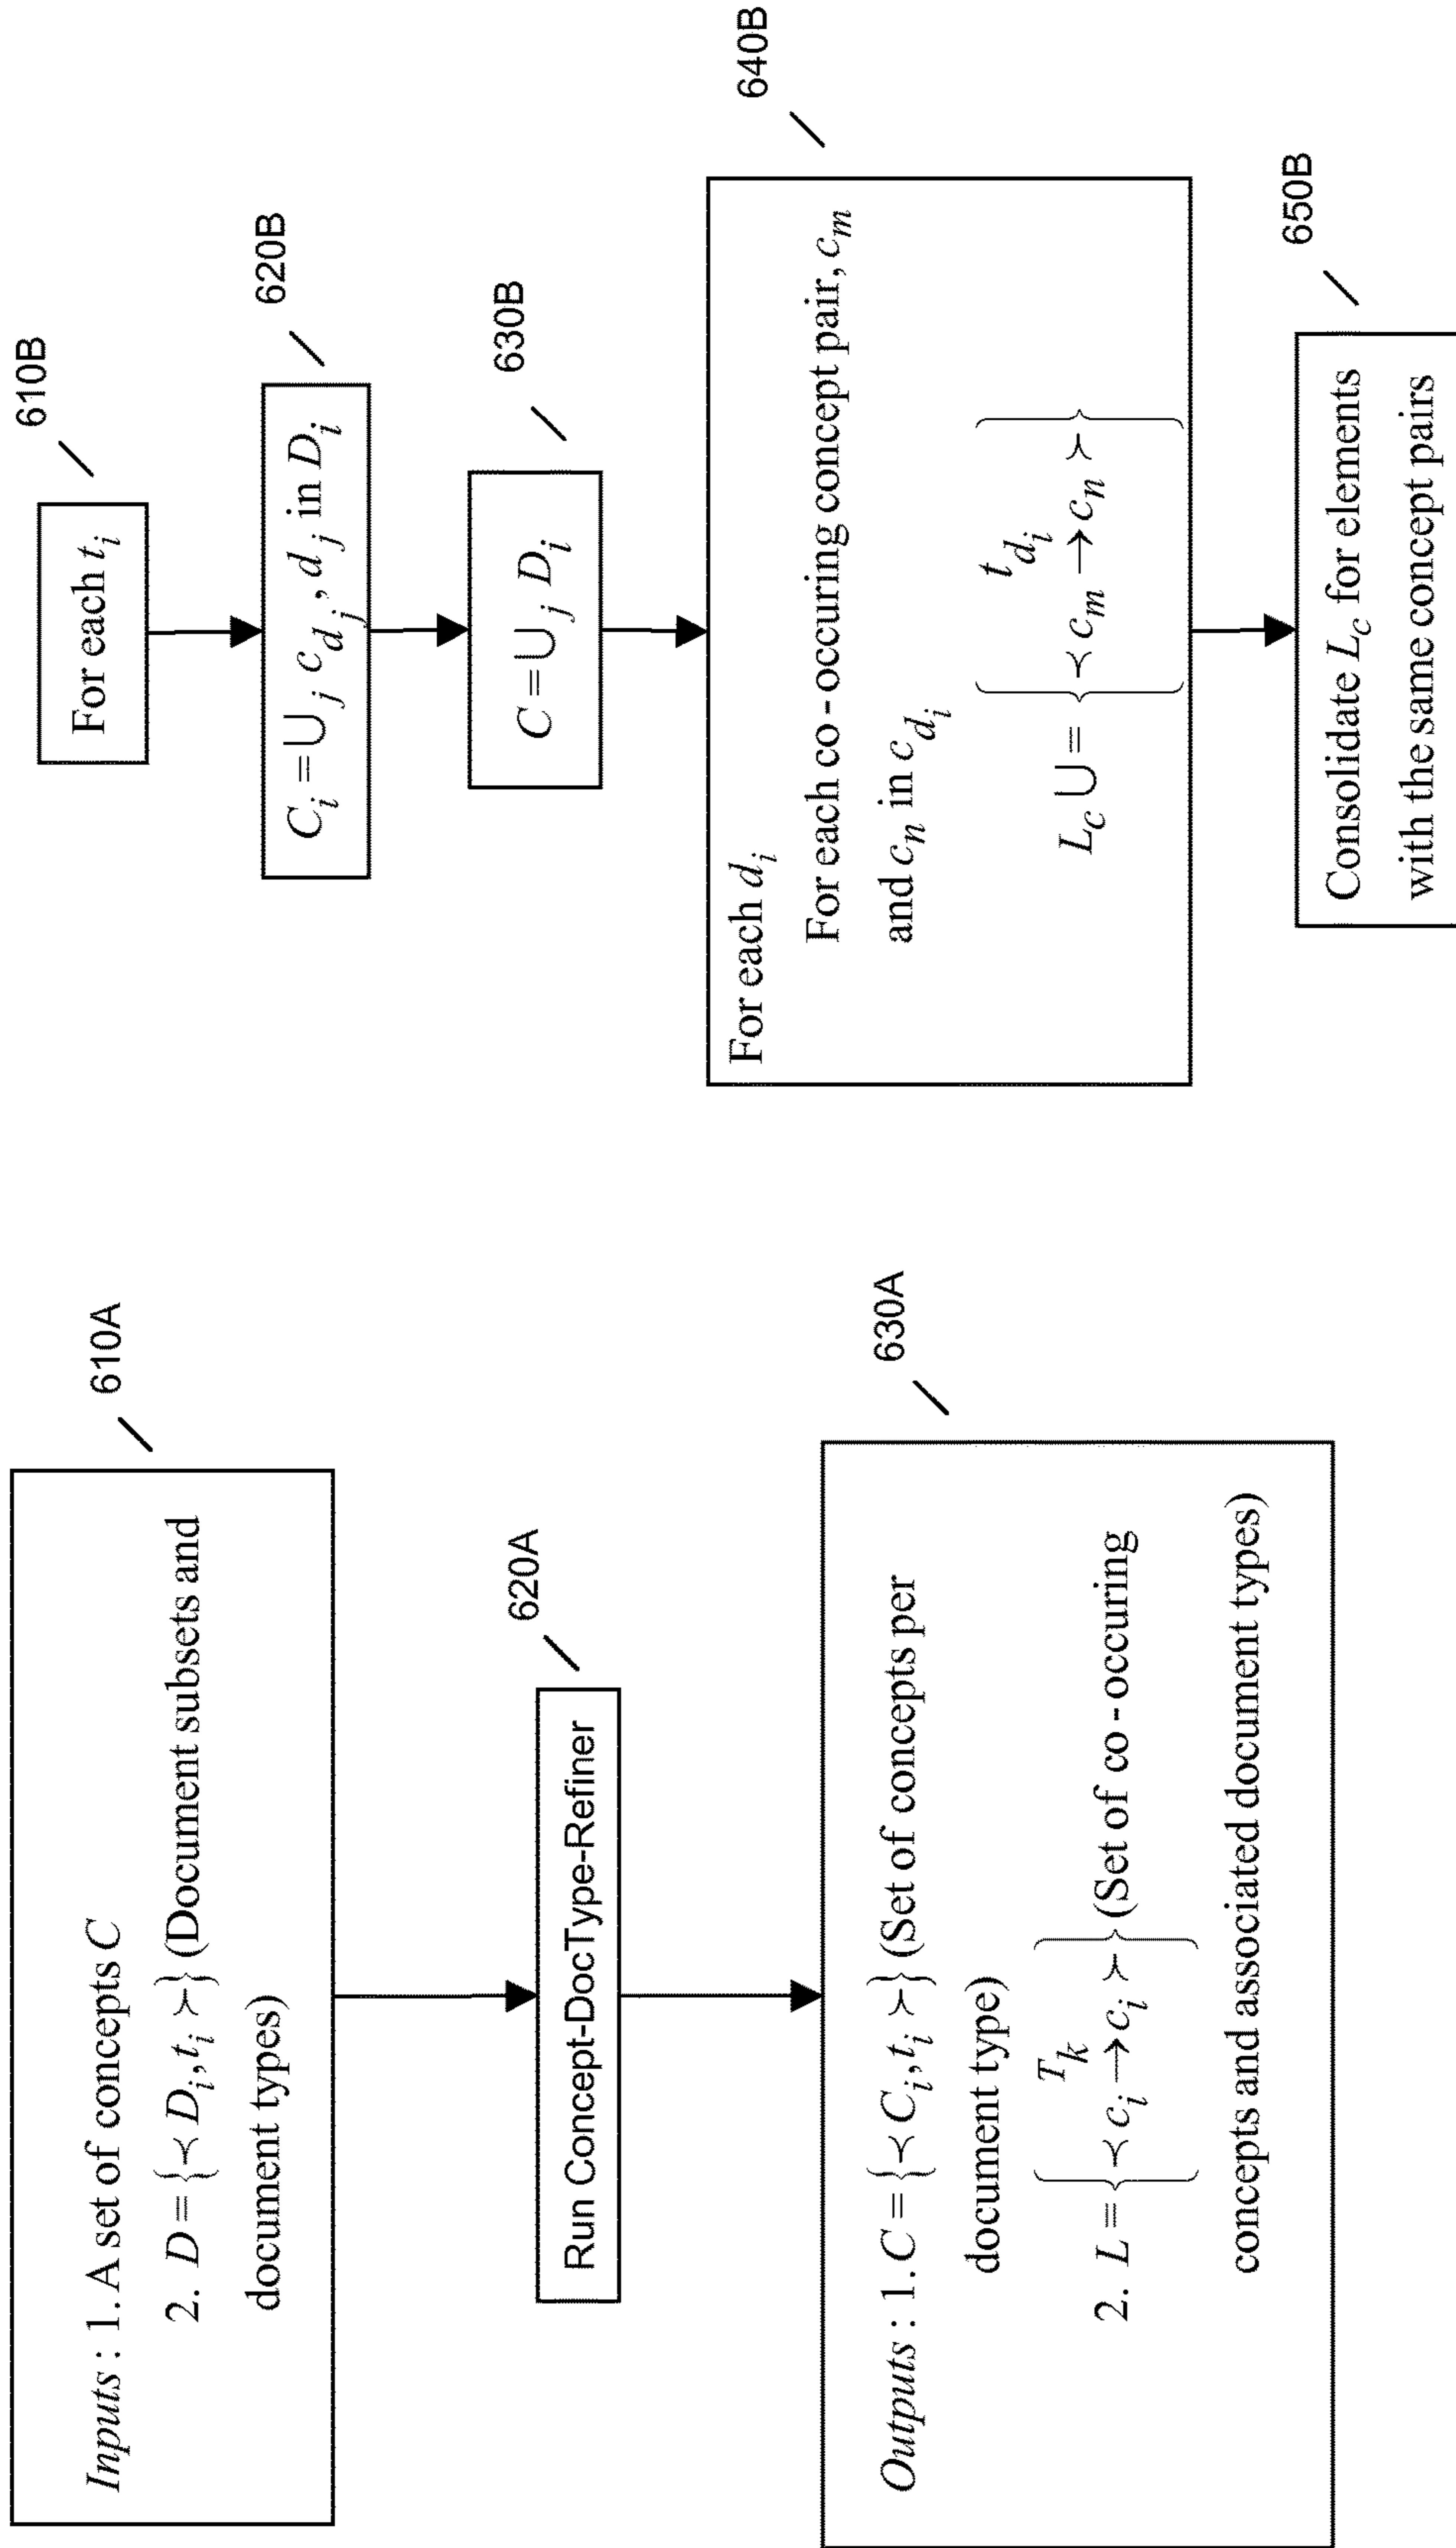 610A
Inputs : 1. A set of concepts C
2. D = {≺ D_i, t_i ≻} (Document subsets and
document types)
620A
Run Concept-DocType-Refiner
630A
Outputs : 1. C = {≺ C_i, t_i ≻} (Set of concepts per
document type)
T_k
2. L = {≺ c_i → c_i ≻} (Set of co - occuring
concepts and associated document types)
610B
For each t_i
620B
C_i = ∪_j c_{d_j}, d_j in D_i
630B
C = ∪_j D_i
640B
For each d_i
For each co - occuring concept pair, c_m
and c_n in c_{d_i}
t_{d_i}
L_c ∪ = {≺ c_m → c_n ≻}
650B
Consolidate L_c for elements
with the same concept pairs